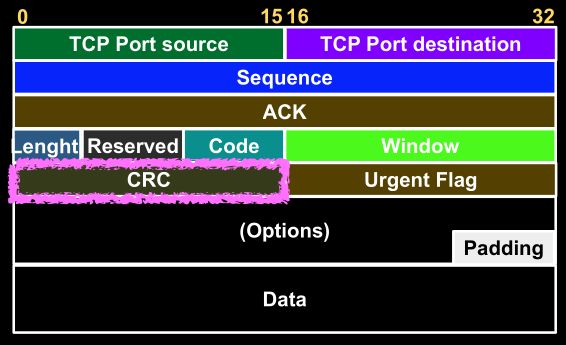 0 15 16 32
TCP Port source TCP Port destination
Sequence
ACK
Lenght Reserved Code Window
CRC Urgent Flag
(Options)
Padding
Data